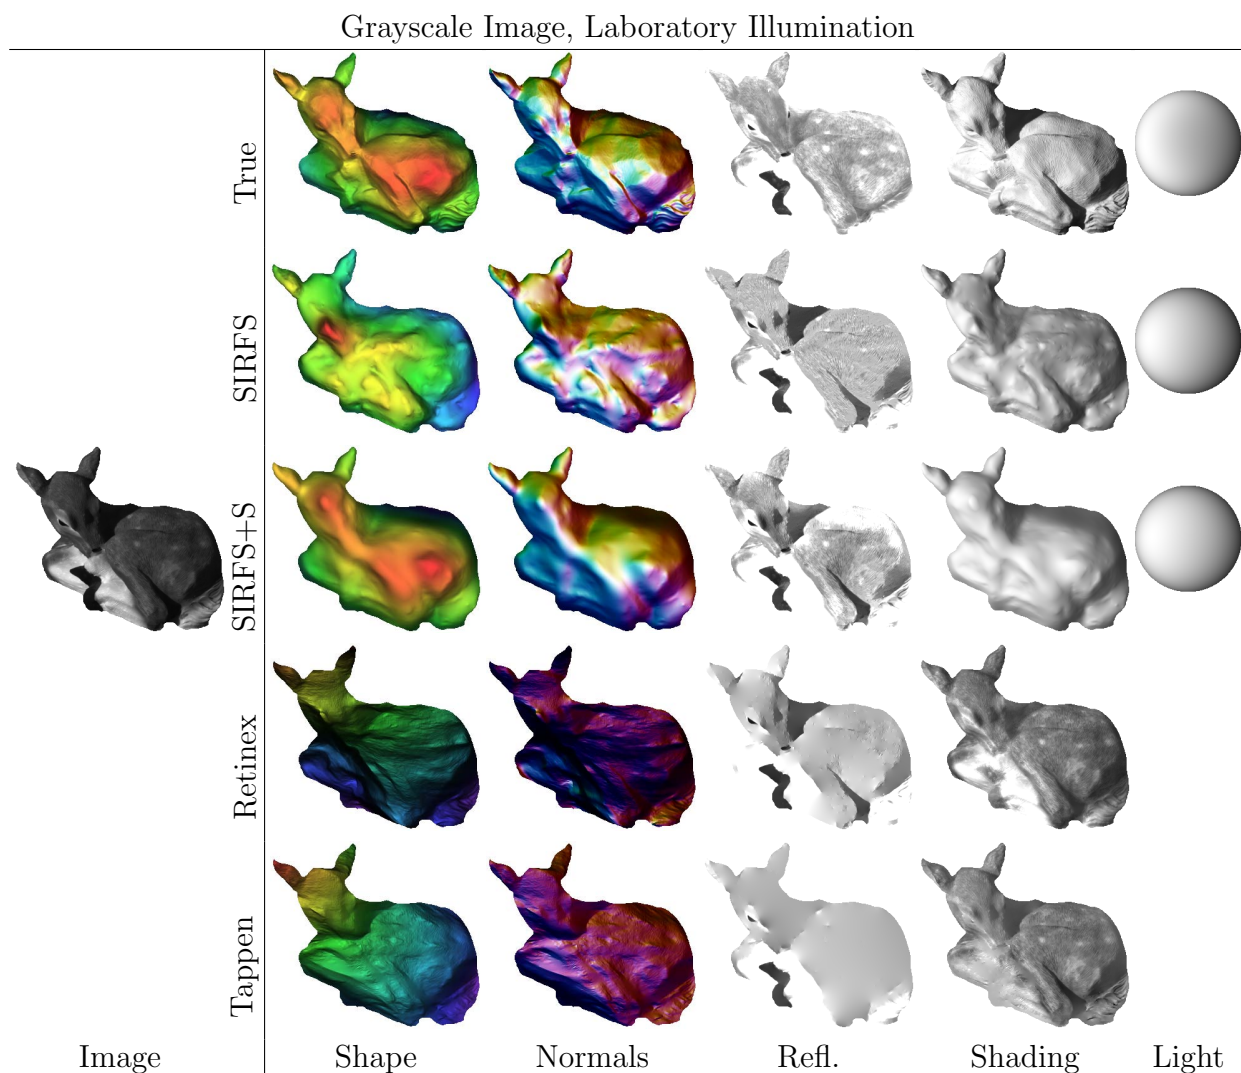 Grayscale Image, Laboratory Illumination
True
SIRFS
SIRFS+S
Retinex
Tappen
Image Shape Normals Refl. Shading Light